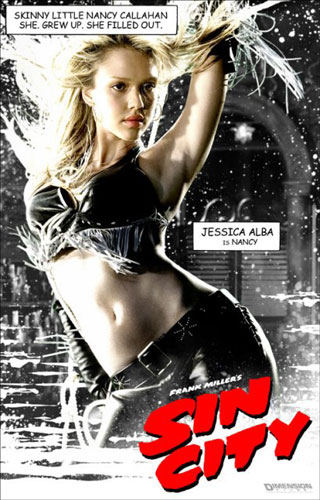 SKINNY LITTLE NANCY CALLAHAN
SHE. GREW UP. SHE FILLED OUT.
JESSICA ALBA
IS NANCY
FRANK MILLER'S
SIN
CITY
DIMENSION